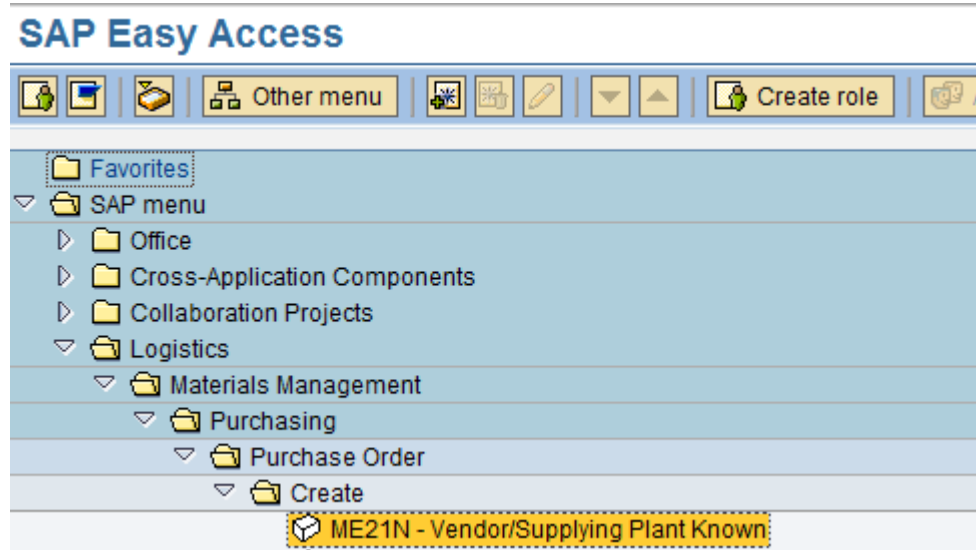 SAP Easy Access
Other menu Create role
Favorites
SAP menu
Office
Cross-Application Components
Collaboration Projects
Logistics
Materials Management
Purchasing
Purchase Order
Create
ME21N - Vendor/Supplying Plant Known